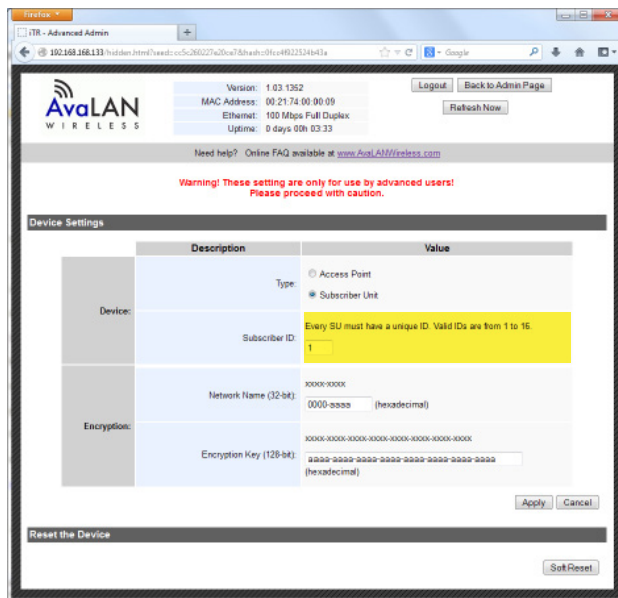 Firefox
iTR - Advanced Admin
192.168.168.133/hidden.html?seed=cc5c260227e20ce7&hash=0fcc4f922524b43a
Google
AvaLAN
WIRELESS
Version: 1.03.1352
MAC Address: 00:21:74:00:00:09
Ethernet: 100 Mbps Full Duplex
Uptime: 0 days 00h 03:33
Logout Back to Admin Page
Refresh Now
Need help? Online FAQ available at www.AvaLANWireless.com
Warning! These setting are only for use by advanced users!
Please proceed with caution.
Device Settings
Description Value
Device:
Type:
Access Point
Subscriber Unit
Subscriber ID:
Every SU must have a unique ID. Valid IDs are from 1 to 16.
1
Encryption:
Network Name (32-bit):
xxxx-xxxx
0000-aaaa (hexadecimal)
Encryption Key (128-bit):
xxxx-xxxx-xxxx-xxxx-xxxx-xxxx-xxxx-xxxx
aaaa-aaaa-aaaa-aaaa-aaaa-aaaa-aaaa-aaaa
(hexadecimal)
Apply Cancel
Reset the Device
Soft Reset